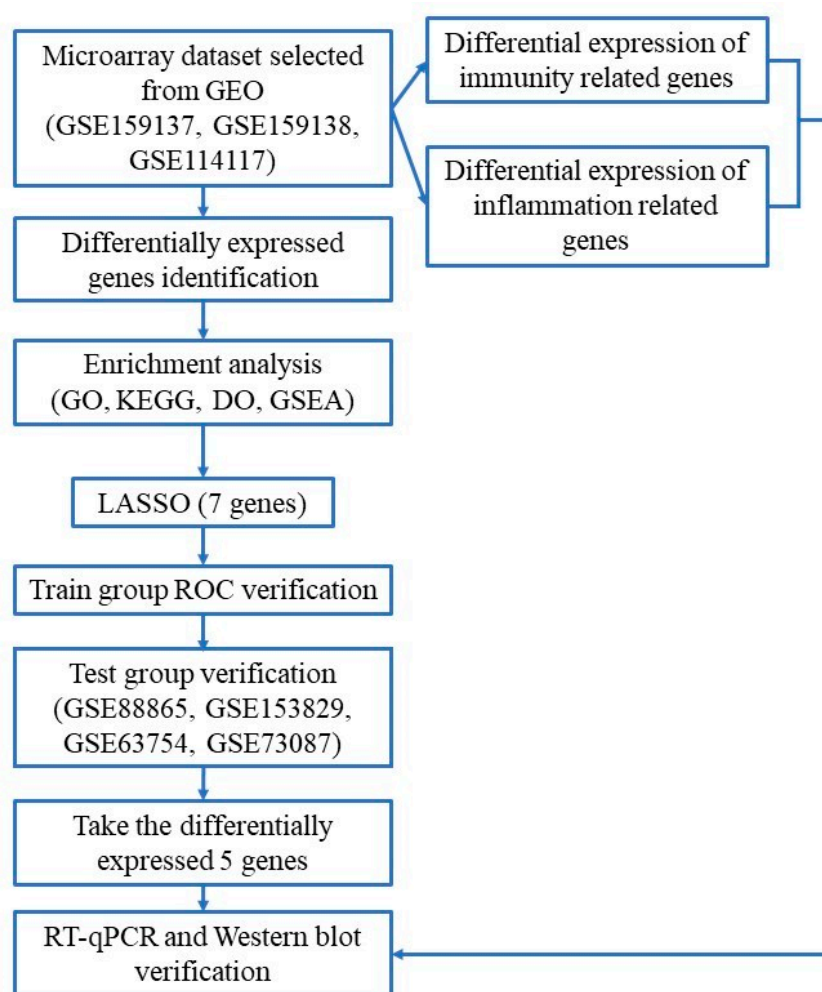 Microarray dataset selected
from GEO
(GSE159137, GSE159138,
GSE114117)
Differential expression of
immunity related genes
Differential expression of
inflammation related
genes
Differentially expressed
genes identification
Enrichment analysis
(GO, KEGG, DO, GSEA)
LASSO (7 genes)
Train group ROC verification
Test group verification
(GSE88865, GSE153829,
GSE63754, GSE73087)
Take the differentially
expressed 5 genes
RT-qPCR and Western blot
verification